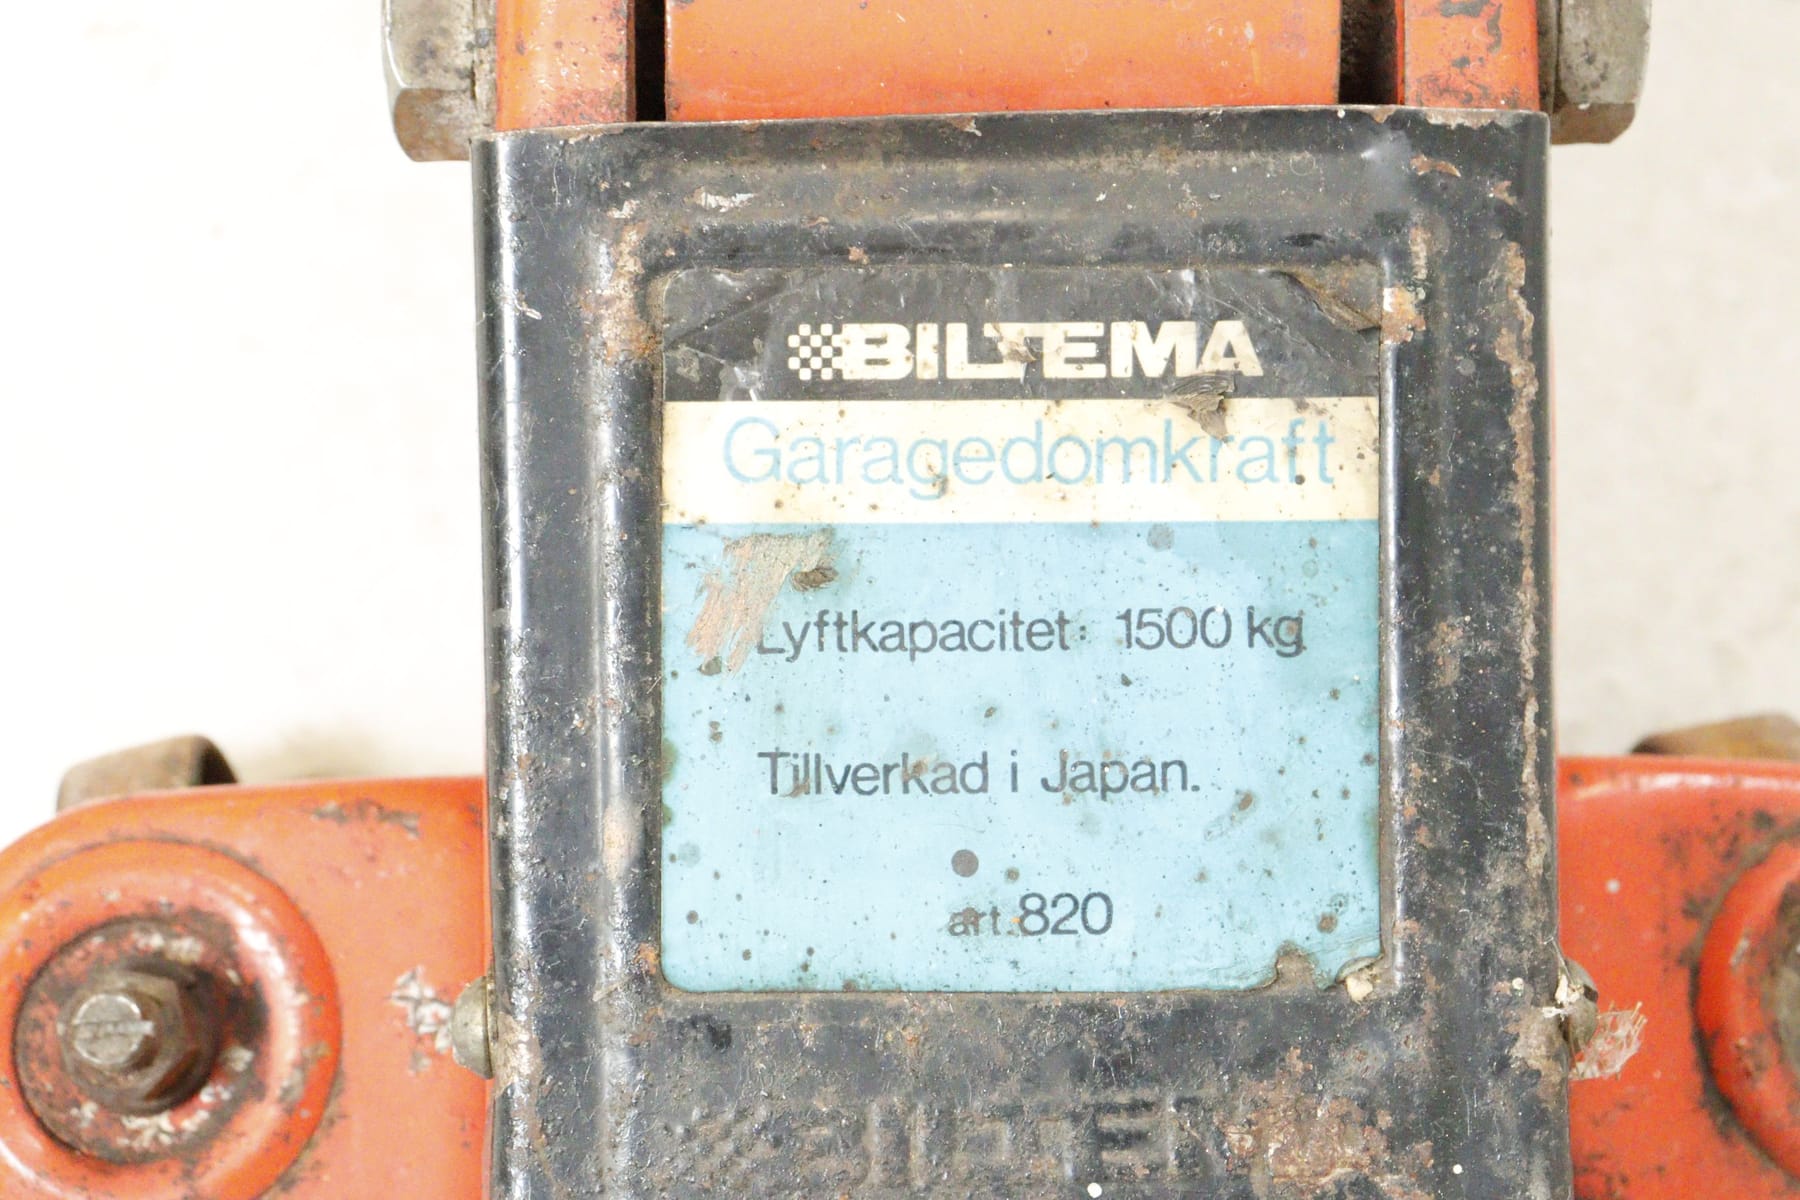 BILTEMA
Garagedomkraft
Lyftkapacitet: 1500 kg
Tillverkad i Japan.
art. 820